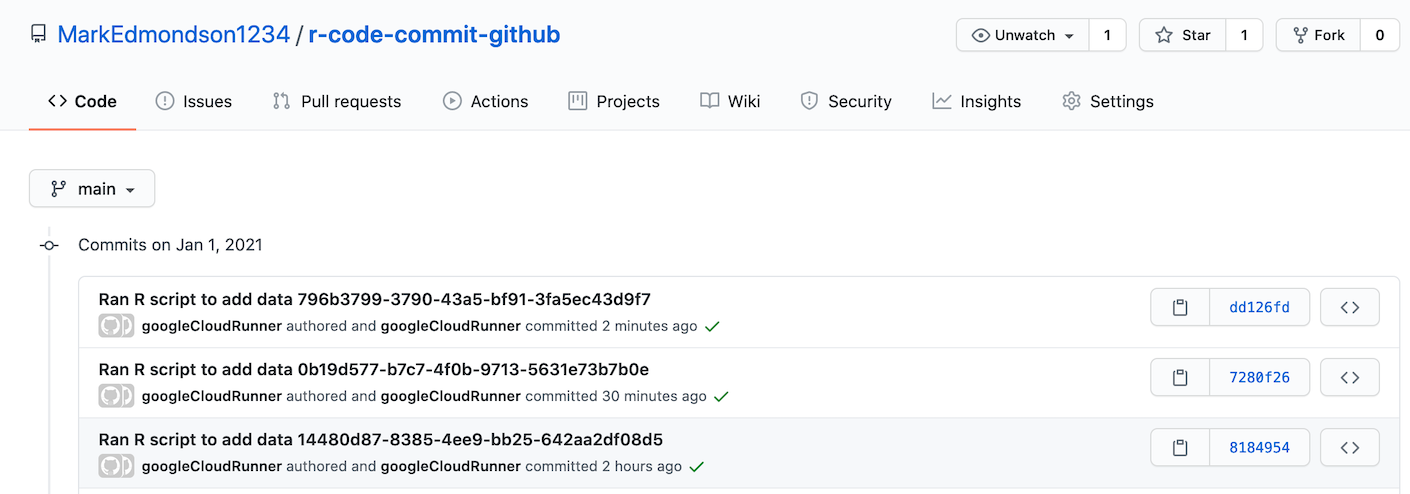 MarkEdmondson1234 / r-code-commit-github
Unwatch 1 Star 1 Fork 0
Code Issues Pull requests Actions Projects Wiki Security Insights Settings
main
Commits on Jan 1, 2021
Ran R script to add data 796b3799-3790-43a5-bf91-3fa5ec43d9f7
googleCloudRunner authored and googleCloudRunner committed 2 minutes ago
dd126fd
Ran R script to add data 0b19d577-b7c7-4f0b-9713-5631e73b7b0e
googleCloudRunner authored and googleCloudRunner committed 30 minutes ago
7280f26
Ran R script to add data 14480d87-8385-4ee9-bb25-642aa2df08d5
googleCloudRunner authored and googleCloudRunner committed 2 hours ago
8184954